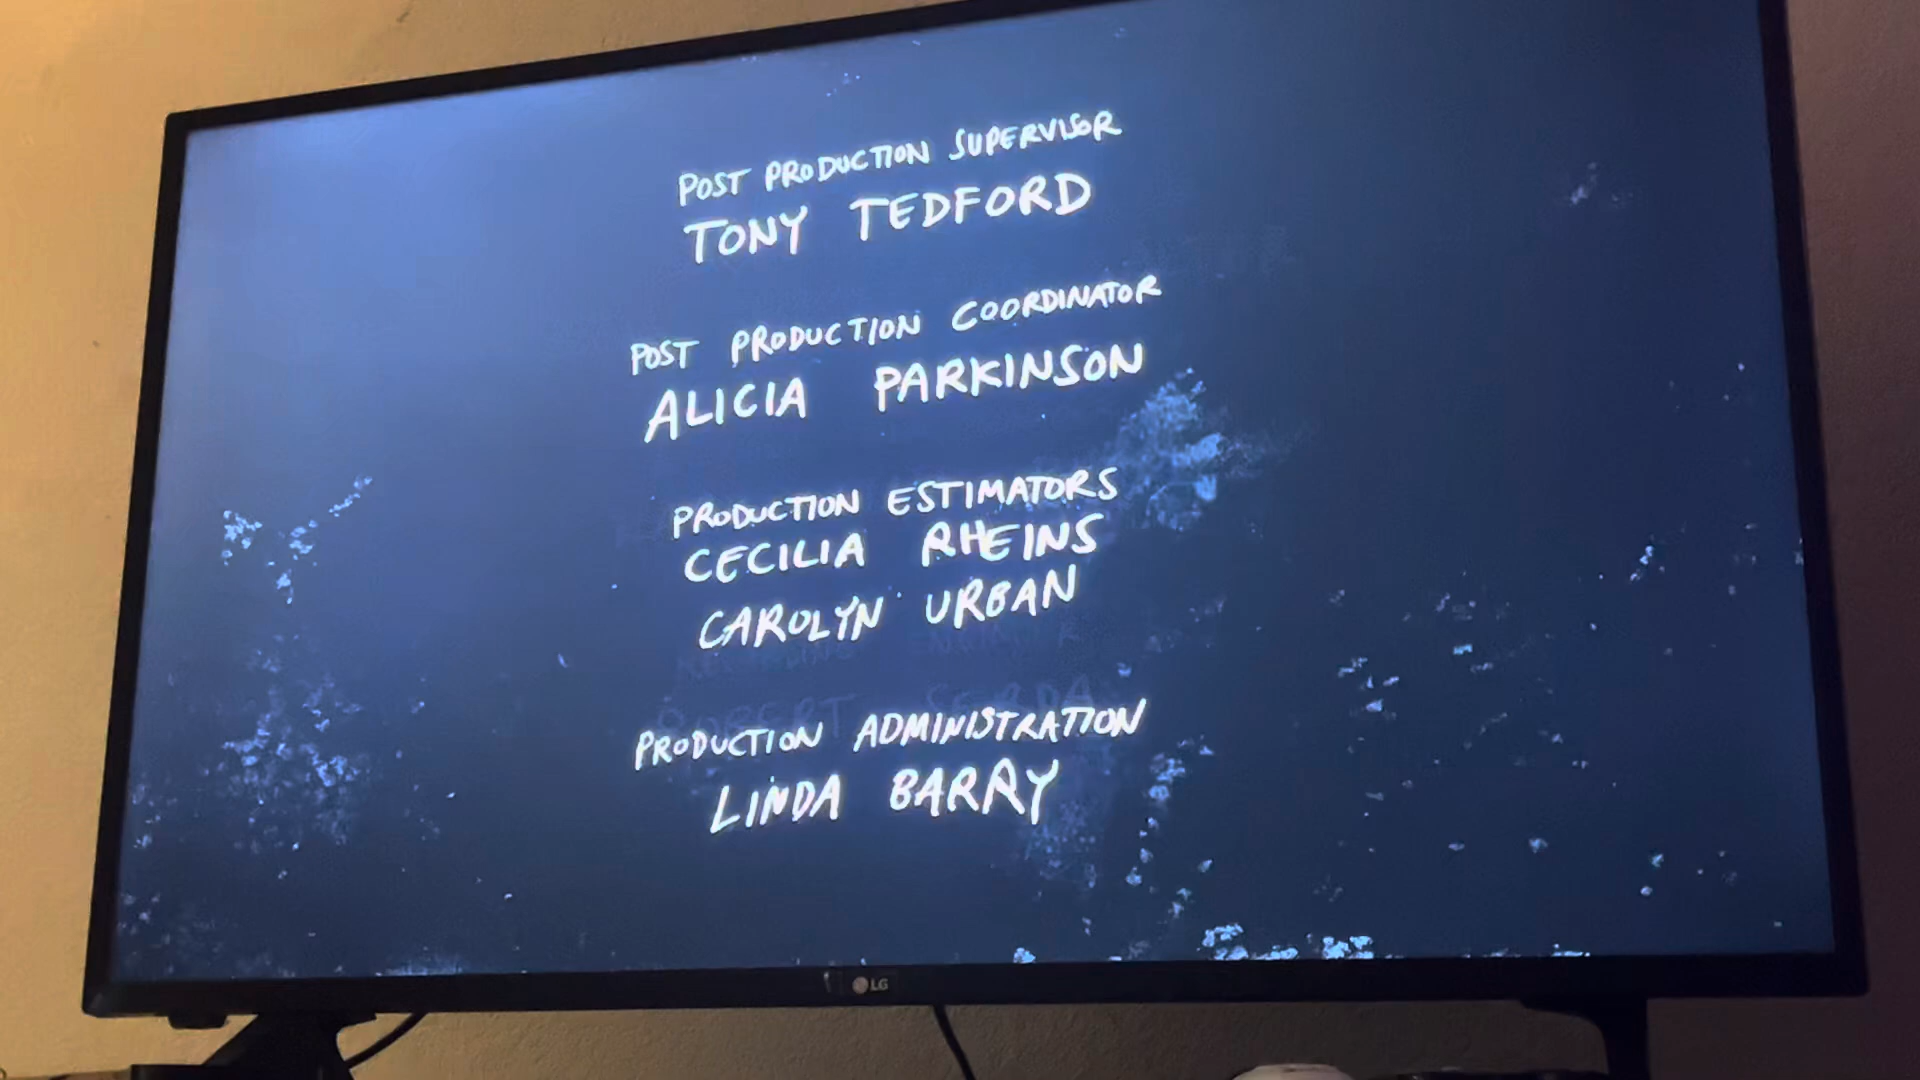 POST PRODUCTION SUPERVISOR
TONY TEDFORD
POST PRODUCTION COORDINATOR
ALICIA PARKINSON
PRODUCTION ESTIMATORS
CECILIA RHEINS
CAROLYN URBAN
PRODUCTION ADMINISTRATION
LINDA BARRY
LG